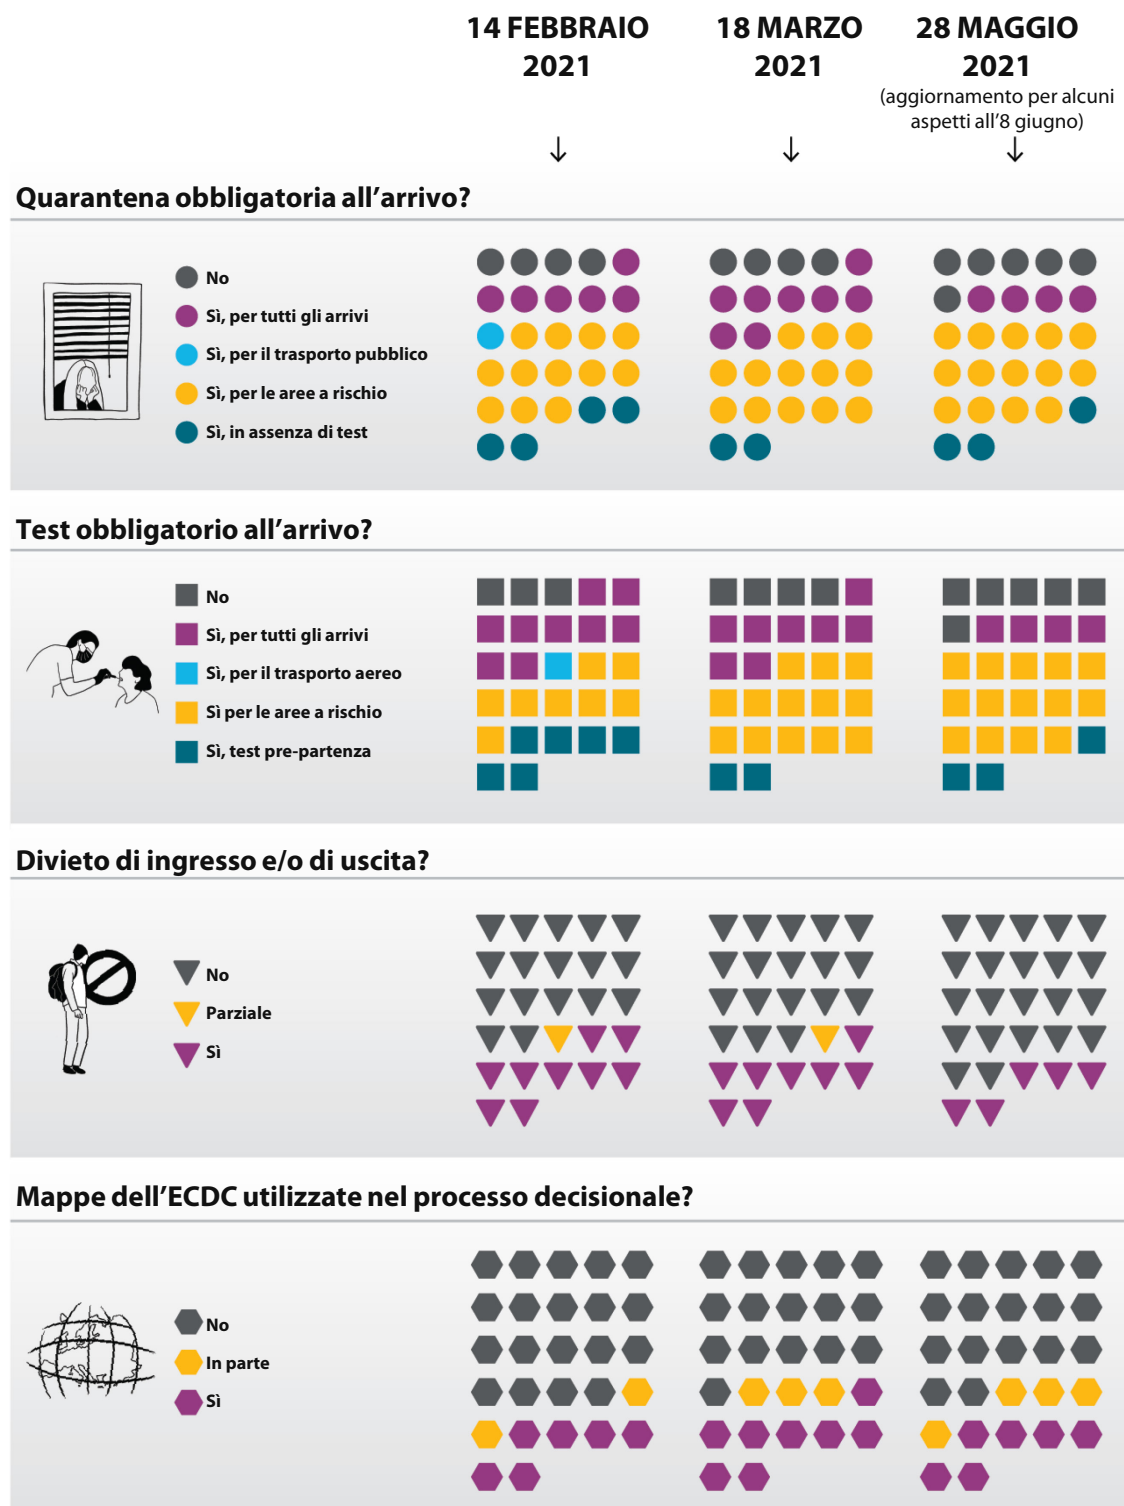 14 FEBBRAIO
2021
18 MARZO
2021
28 MAGGIO
2021
(aggiornamento per alcuni
aspetti all'8 giugno)
Quarantena obbligatoria all'arrivo?
No
Sì, per tutti gli arrivi
Sì, per il trasporto pubblico
Sì, per le aree a rischio
Sì, in assenza di test
Test obbligatorio all'arrivo?
No
Sì, per tutti gli arrivi
Sì, per il trasporto aereo
Sì per le aree a rischio
Sì, test pre-partenza
Divieto di ingresso e/o di uscita?
No
Parziale
Sì
Mappe dell'ECDC utilizzate nel processo decisionale?
No
In parte
Sì